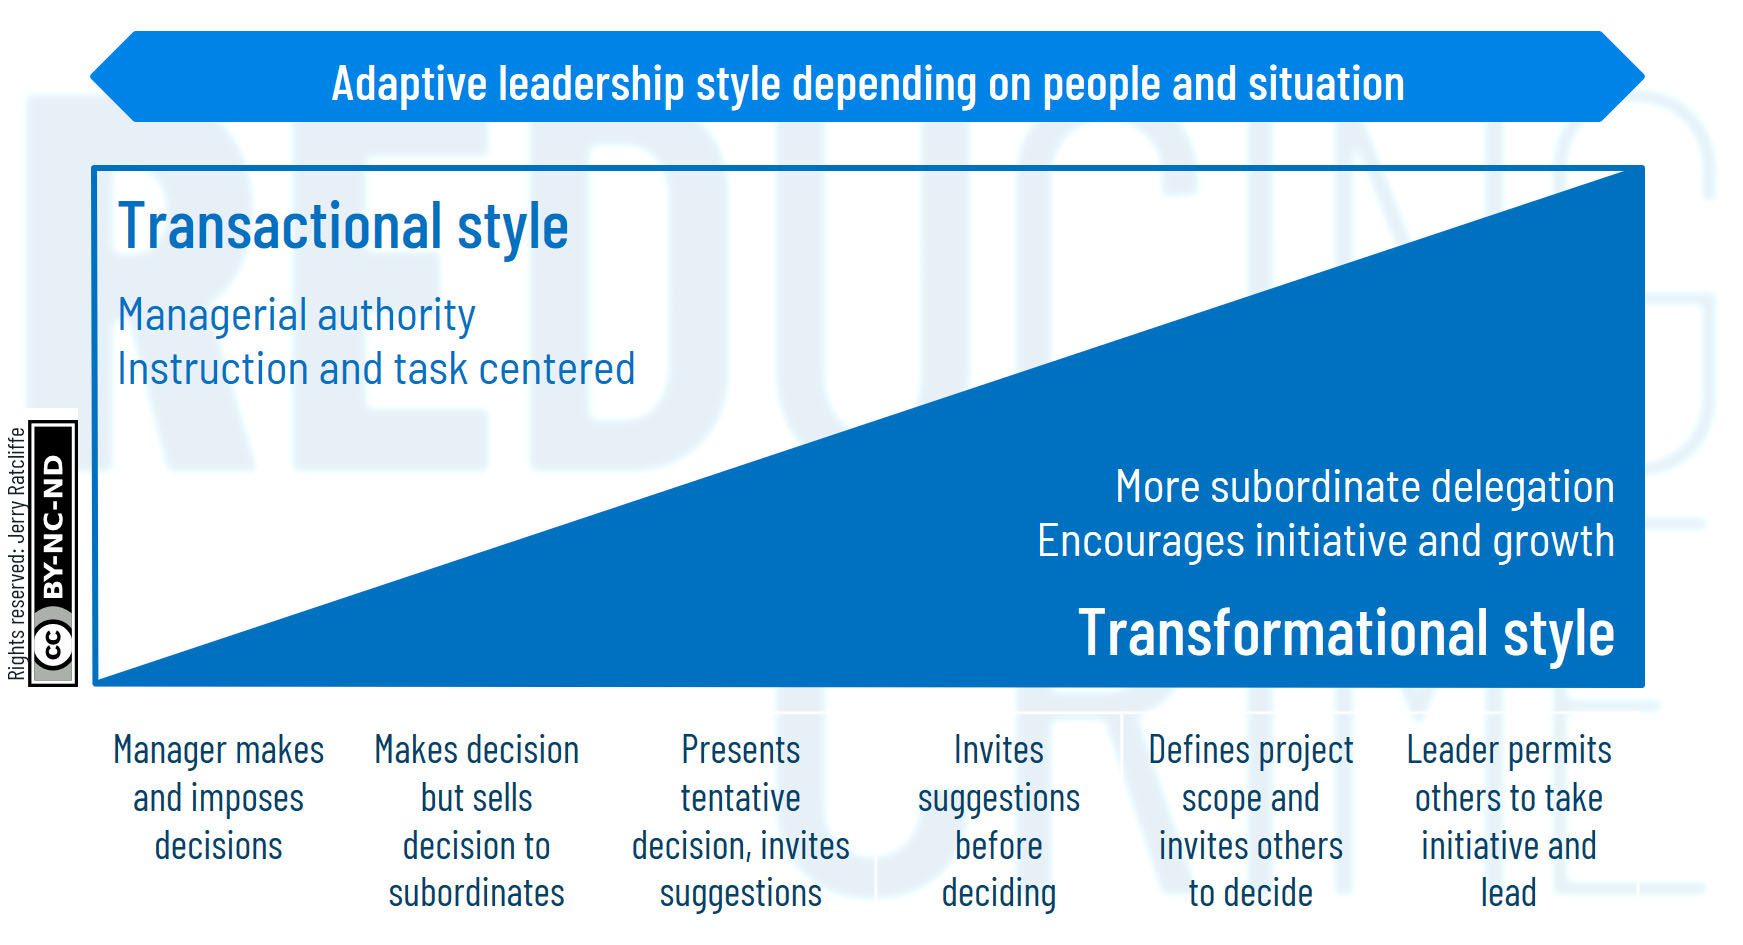 Adaptive leadership style depending on people and situation
Transactional style
Managerial authority
Instruction and task centered
More subordinate delegation
Encourages initiative and growth
Transformational style
Manager makes
and imposes
decisions
Makes decision
but sells
decision to
subordinates
Presents
tentative
decision, invites
suggestions
Invites
suggestions
before
deciding
Defines project
scope and
invites others
to decide
Leader permits
others to take
initiative and
lead
Rights reserved: Jerry Ratcliffe
CC BY-NC-ND
REDUCING
CRIME